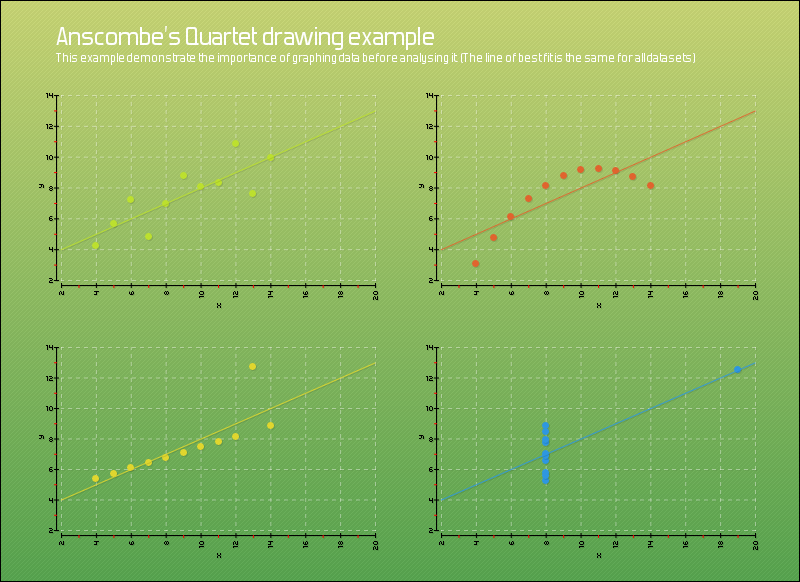 Anscombe's Quartet drawing example
This example demonstrate the importance of graphing data before analysing it (The line of best fit is the same for all datasets)
14
12
10
8
6
4
2
y
2 4 6 8 10 12 14 16 18 20
x
14
12
10
8
6
4
2
y
2 4 6 8 10 12 14 16 18 20
x
14
12
10
8
6
4
2
y
2 4 6 8 10 12 14 16 18 20
x
14
12
10
8
6
4
2
y
2 4 6 8 10 12 14 16 18 20
x